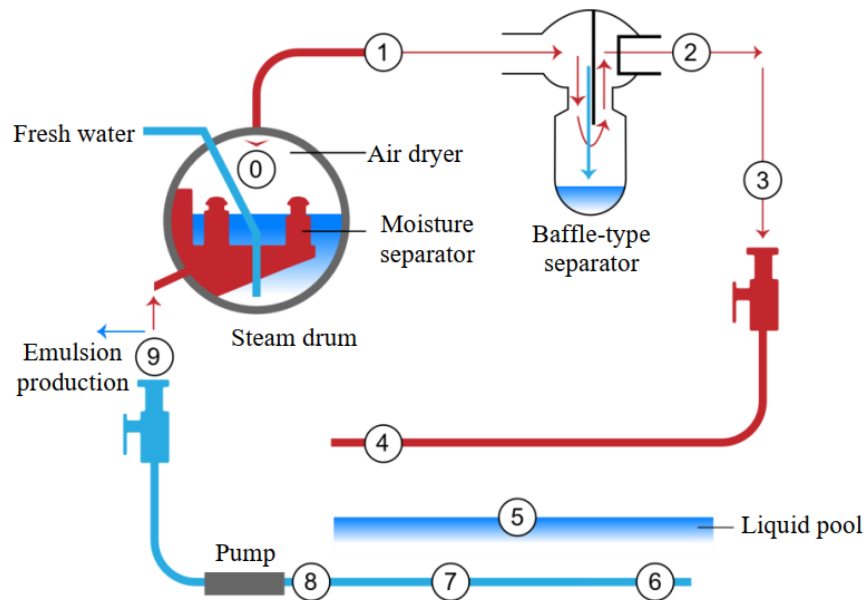 1
2
Fresh water
Air dryer
0
3
Moisture
separator
Baffle-type
separator
Steam drum
Emulsion
production
9
4
5
Liquid pool
Pump
8
7
6